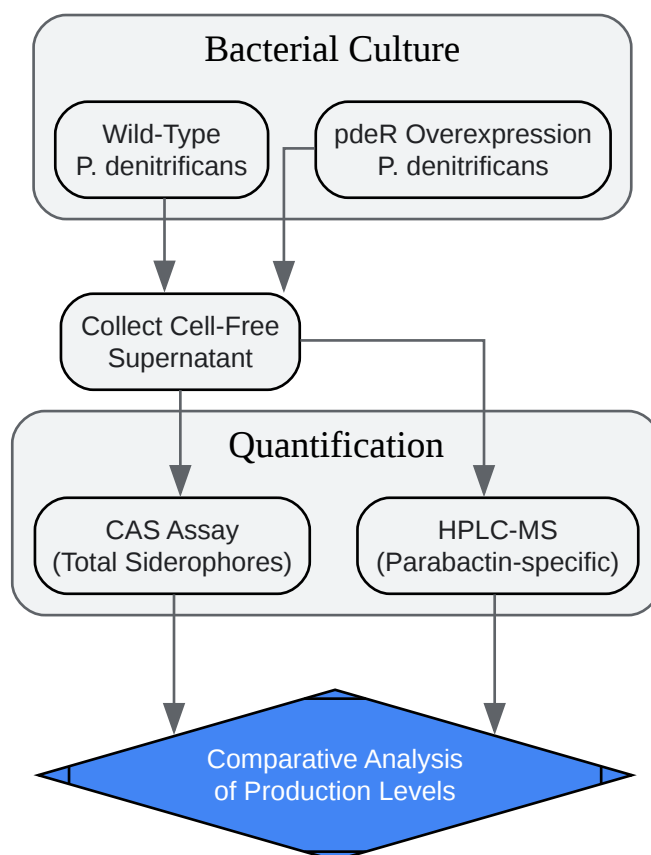 Bacterial Culture
Wild-Type
P. denitrificans
pdeR Overexpression
P. denitrificans
Collect Cell-Free
Supernatant
Quantification
CAS Assay
(Total Siderophores)
HPLC-MS
(Parabactin-specific)
Comparative Analysis
of Production Levels